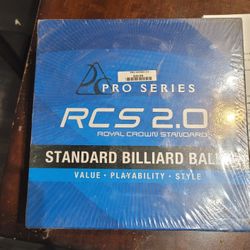 PRO SERIES
RCS 2.0
ROYAL CROWN STANDARD
STANDARD BILLIARD BALL
VALUE • PLAYABILITY • STYLE